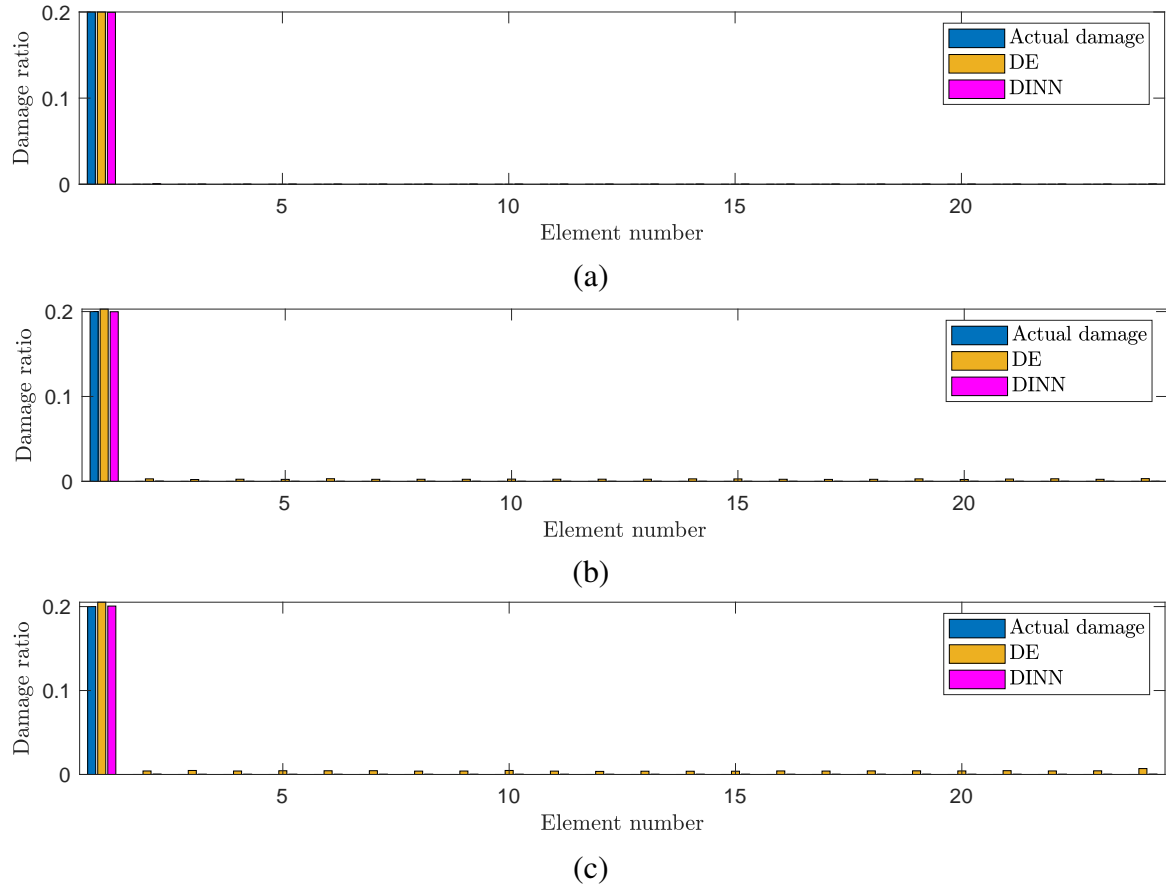 0.2
0.1
0
Damage ratio
Actual damage
DE
DINN
5
10
15
20
Element number
(a)
0.2
0.1
0
Damage ratio
Actual damage
DE
DINN
5
10
15
20
Element number
(b)
0.2
0.1
0
Damage ratio
Actual damage
DE
DINN
5
10
15
20
Element number
(c)